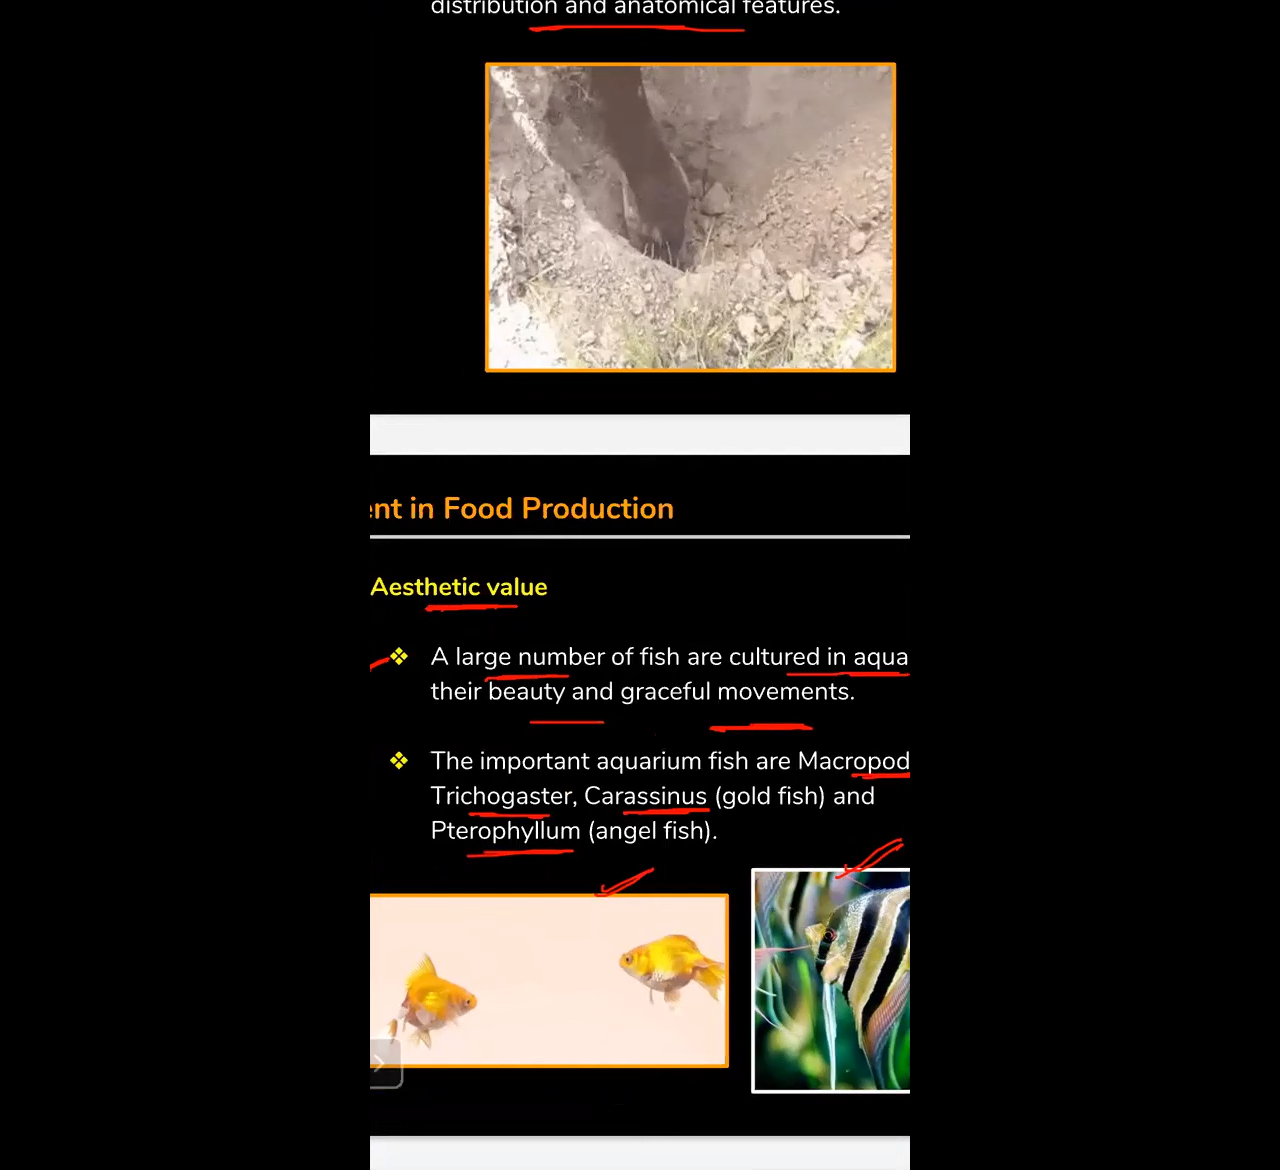 distribution and anatomical features.
ent in Food Production
Aesthetic value
❖ A large number of fish are cultured in aqua
their beauty and graceful movements.
❖ The important aquarium fish are Macropod
Trichogaster, Carassinus (gold fish) and
Pterophyllum (angel fish).